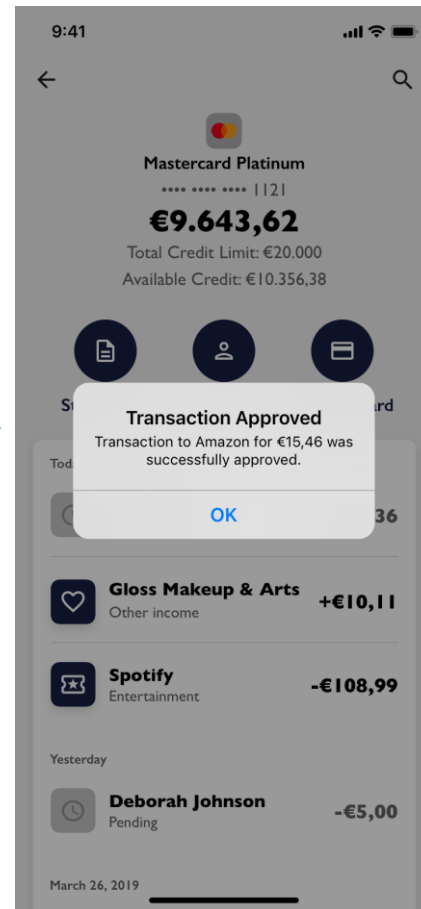 9:41
Mastercard Platinum
•••• •••• •••• 1121
€9.643,62
Total Credit Limit: €20.000
Available Credit: €10.356,38
Transaction Approved
Transaction to Amazon for €15,46 was
successfully approved.
OK
36
Gloss Makeup & Arts
+€10,11
Other income
Spotify
-€108,99
Entertainment
Yesterday
Deborah Johnson
-€5,00
Pending
March 26, 2019